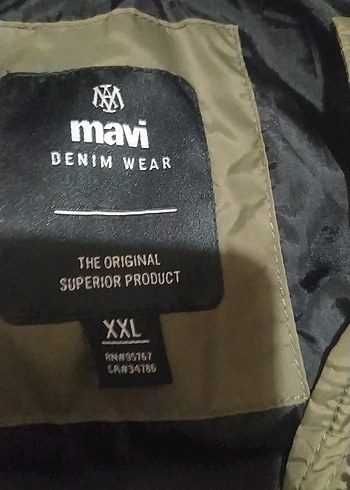 mavi
DENIM WEAR
THE ORIGINAL
SUPERIOR PRODUCT
XXL
RN#95767
CA#34786